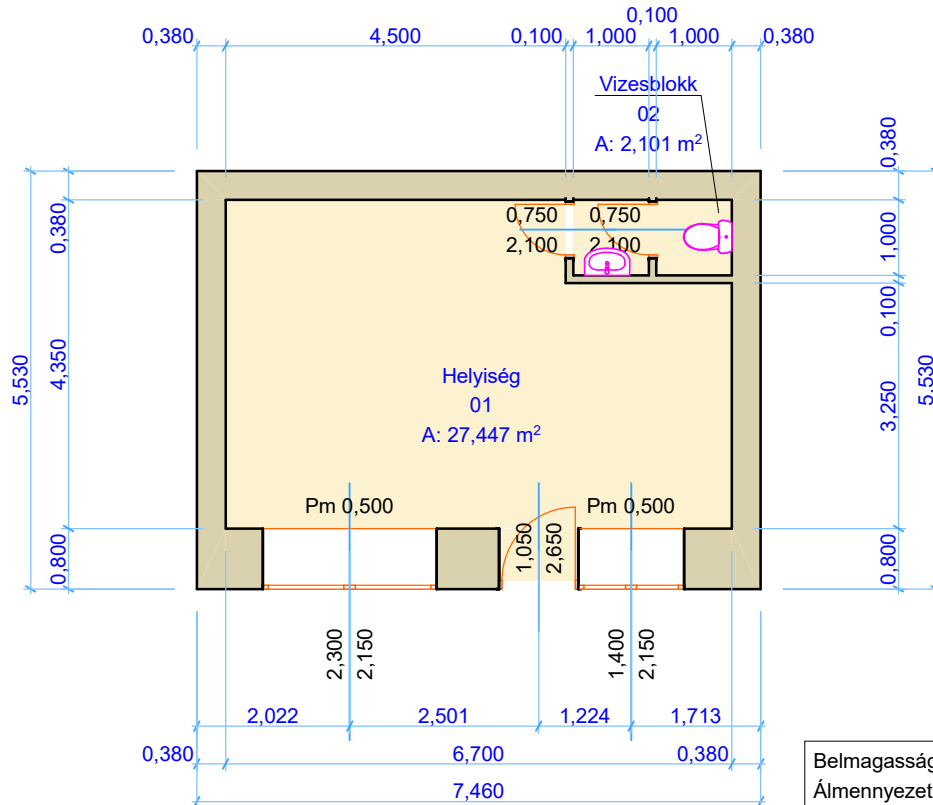 0,100
0,380 4,500 0,100 1,000 1,000 0,380
Vizesblokk
02
A: 2,101 m²
0,380
0,380
0,750 0,750
2,100 2,100
1,000
0,100
Helyiség
01
A: 27,447 m²
5,530
4,350
3,250
5.530
Pm 0,500 Pm 0,500
0,800
1,050
2,650
0,800
2,300
2,150
1,400
2,150
2,022 2,501 1,224 1,713
0,380 6,700 0,380
7,460
Belmagasság
Álmennyezet